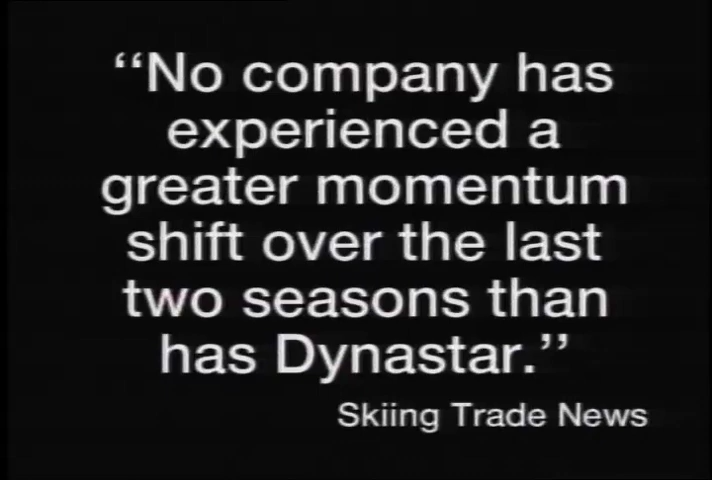 ‘‘No company has
experienced a
greater momentum
shift over the last
two seasons than
has Dynastar.’’
Skiing Trade News